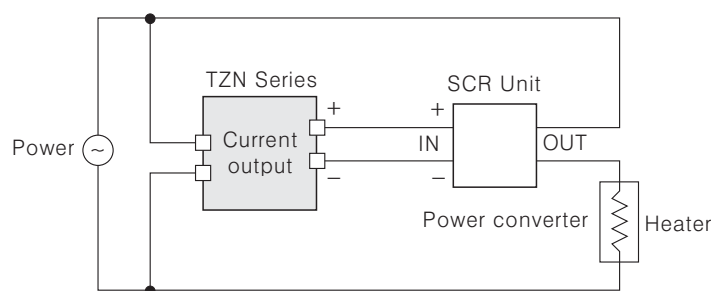 TZN Series
SCR Unit
+
+
Power
~
Current
output
IN
OUT
−
−
Power converter
Heater